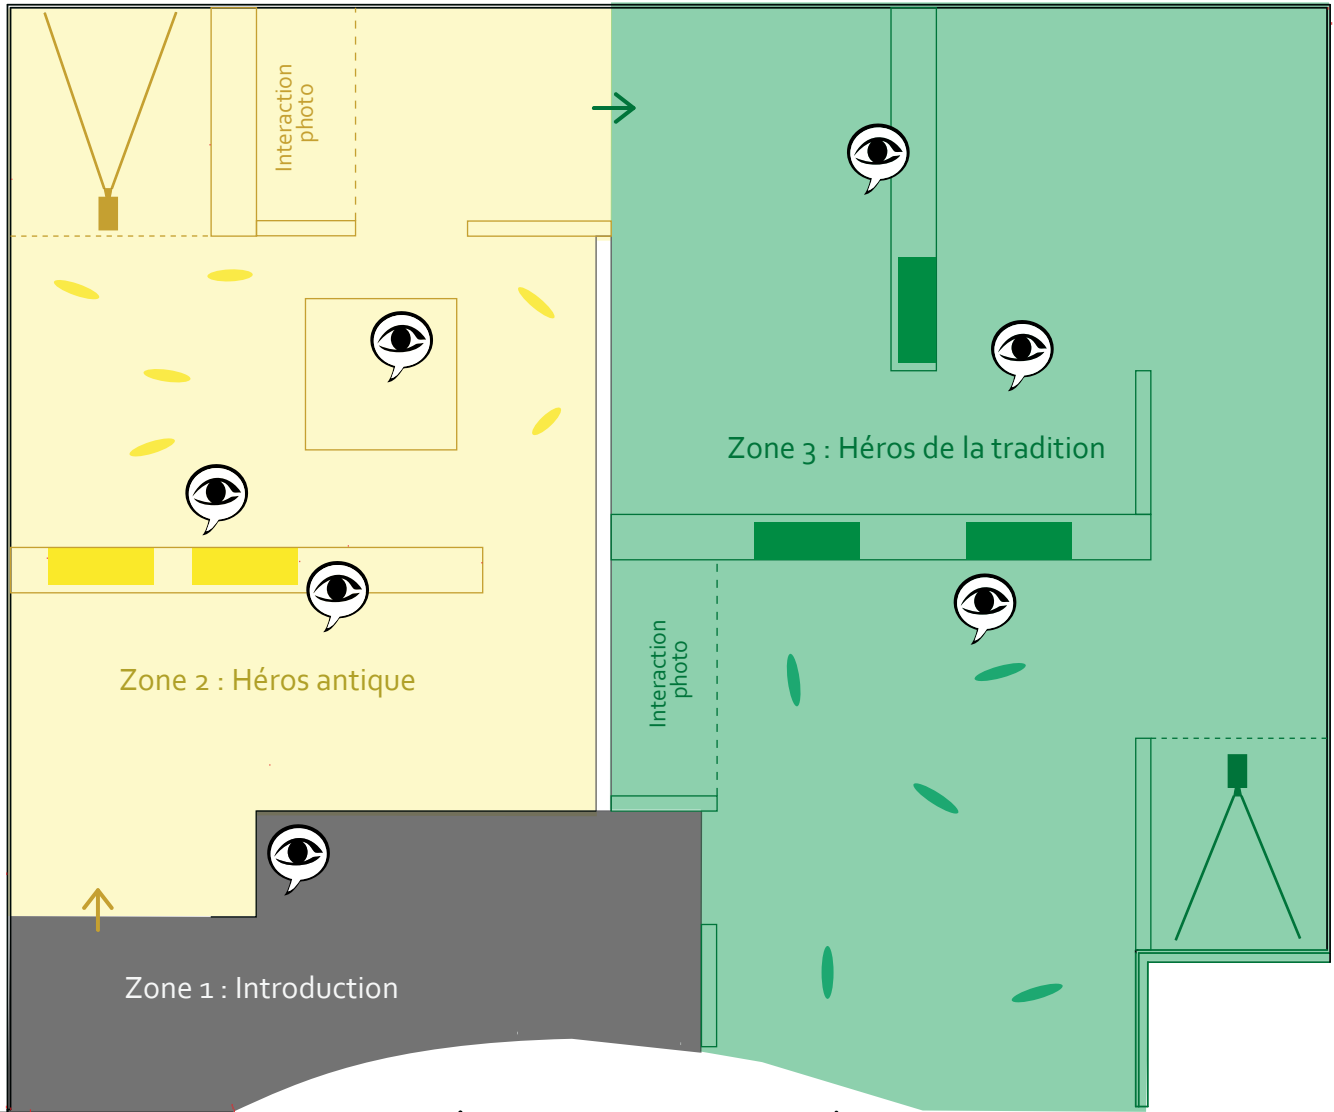 Interaction
photo
Zone 3 : Héros de la tradition
Zone 2 : Héros antique
Interaction
photo
Zone 1 : Introduction